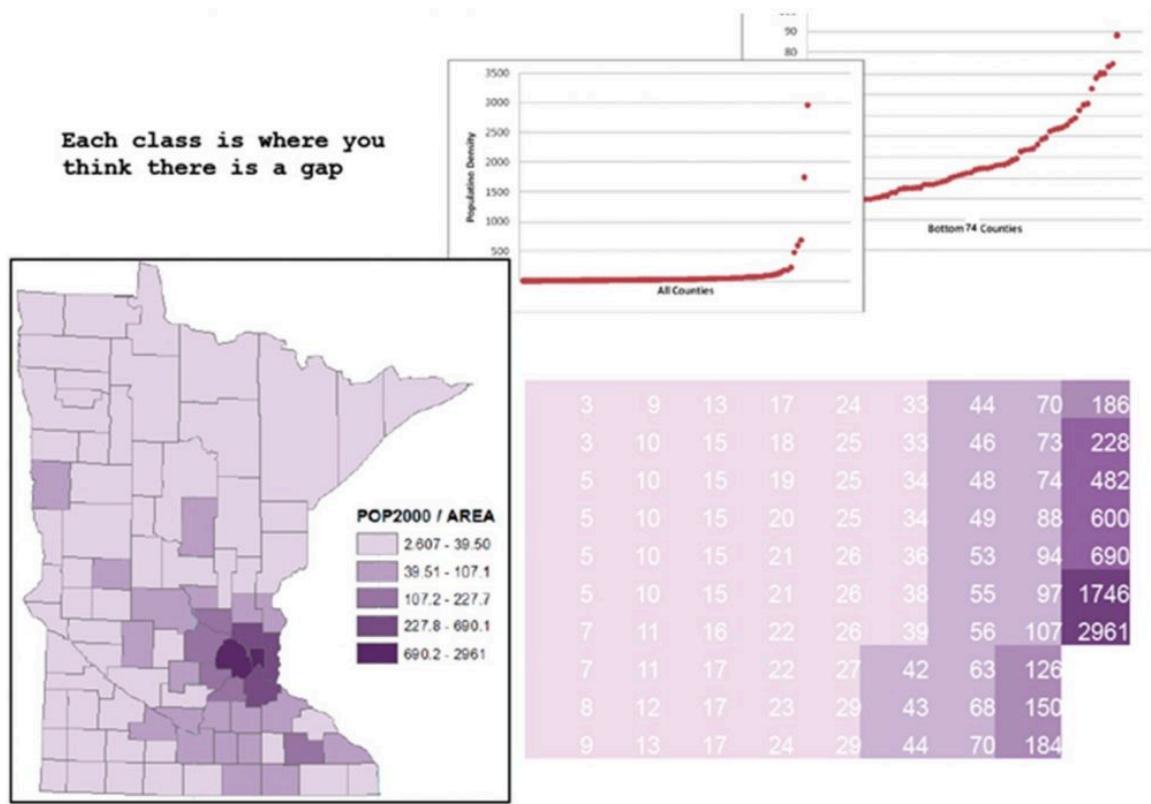 90
80
3500
3000
2500
2000
1500
1000
500
Population Density
All Counties
Bottom 74 Counties
Each class is where you
think there is a gap
POP2000 / AREA
2.607 - 39.50
39.51 - 107.1
107.2 - 227.7
227.8 - 690.1
690.2 - 2961
3 9 13 17 24 33 44 70 186
3 10 15 18 25 33 46 73 228
5 10 15 19 25 34 48 74 482
5 10 15 20 25 34 49 88 600
5 10 15 21 26 36 53 94 690
5 10 15 21 26 38 55 97 1746
7 11 16 22 26 39 56 107 2961
7 11 17 22 27 42 63 126
8 12 17 23 29 43 68 150
9 13 17 24 29 44 70 184